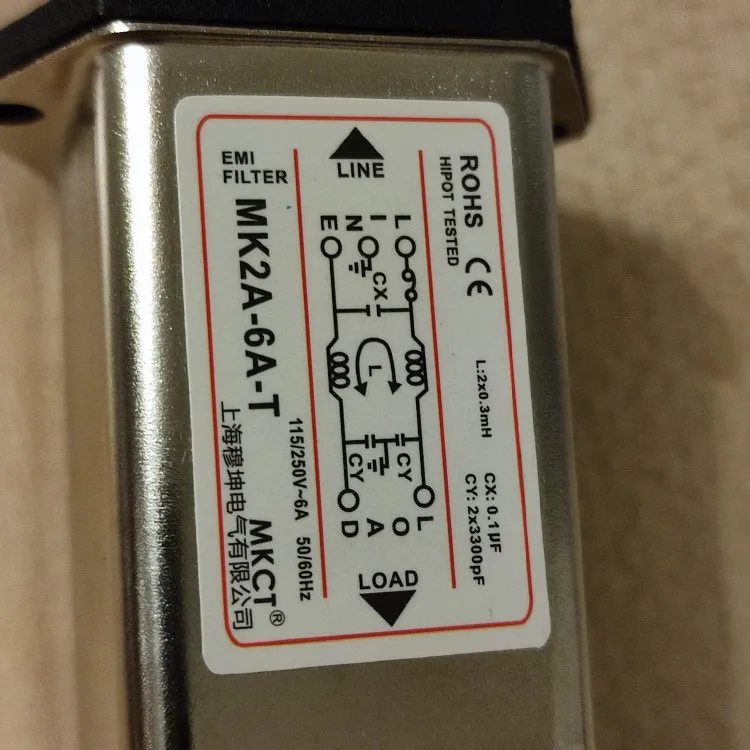 EMI
FILTER
MK2A-6A-T
MKCT®
上海穆坤电气有限公司
115/250V~6A 50/60Hz
LINE
L
I
N
E
CX
L
CY
CY
L
O
A
D
LOAD
ROHS CE
HIPOT TESTED
L:2x0.3mH
CX: 0.1µF
CY: 2x3300pF